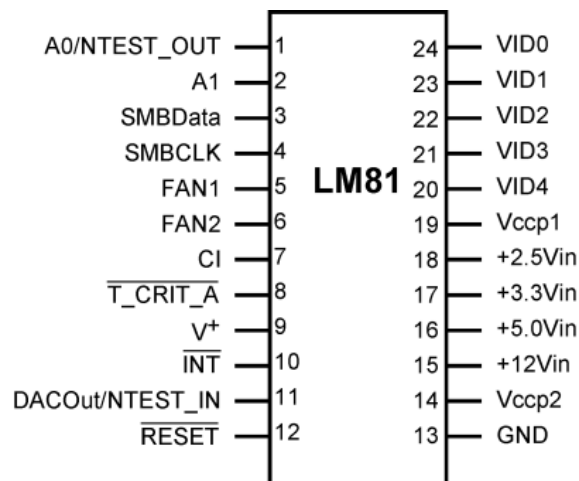 A0/NTEST_OUT 1 24 VID0
A1 2 23 VID1
SMBData 3 22 VID2
SMBCLK 4 21 VID3
LM81
FAN1 5 20 VID4
FAN2 6 19 Vccp1
CI 7 18 +2.5Vin
T_CRIT_A 8 17 +3.3Vin
V+ 9 16 +5.0Vin
INT 10 15 +12Vin
DACOut/NTEST_IN 11 14 Vccp2
RESET 12 13 GND